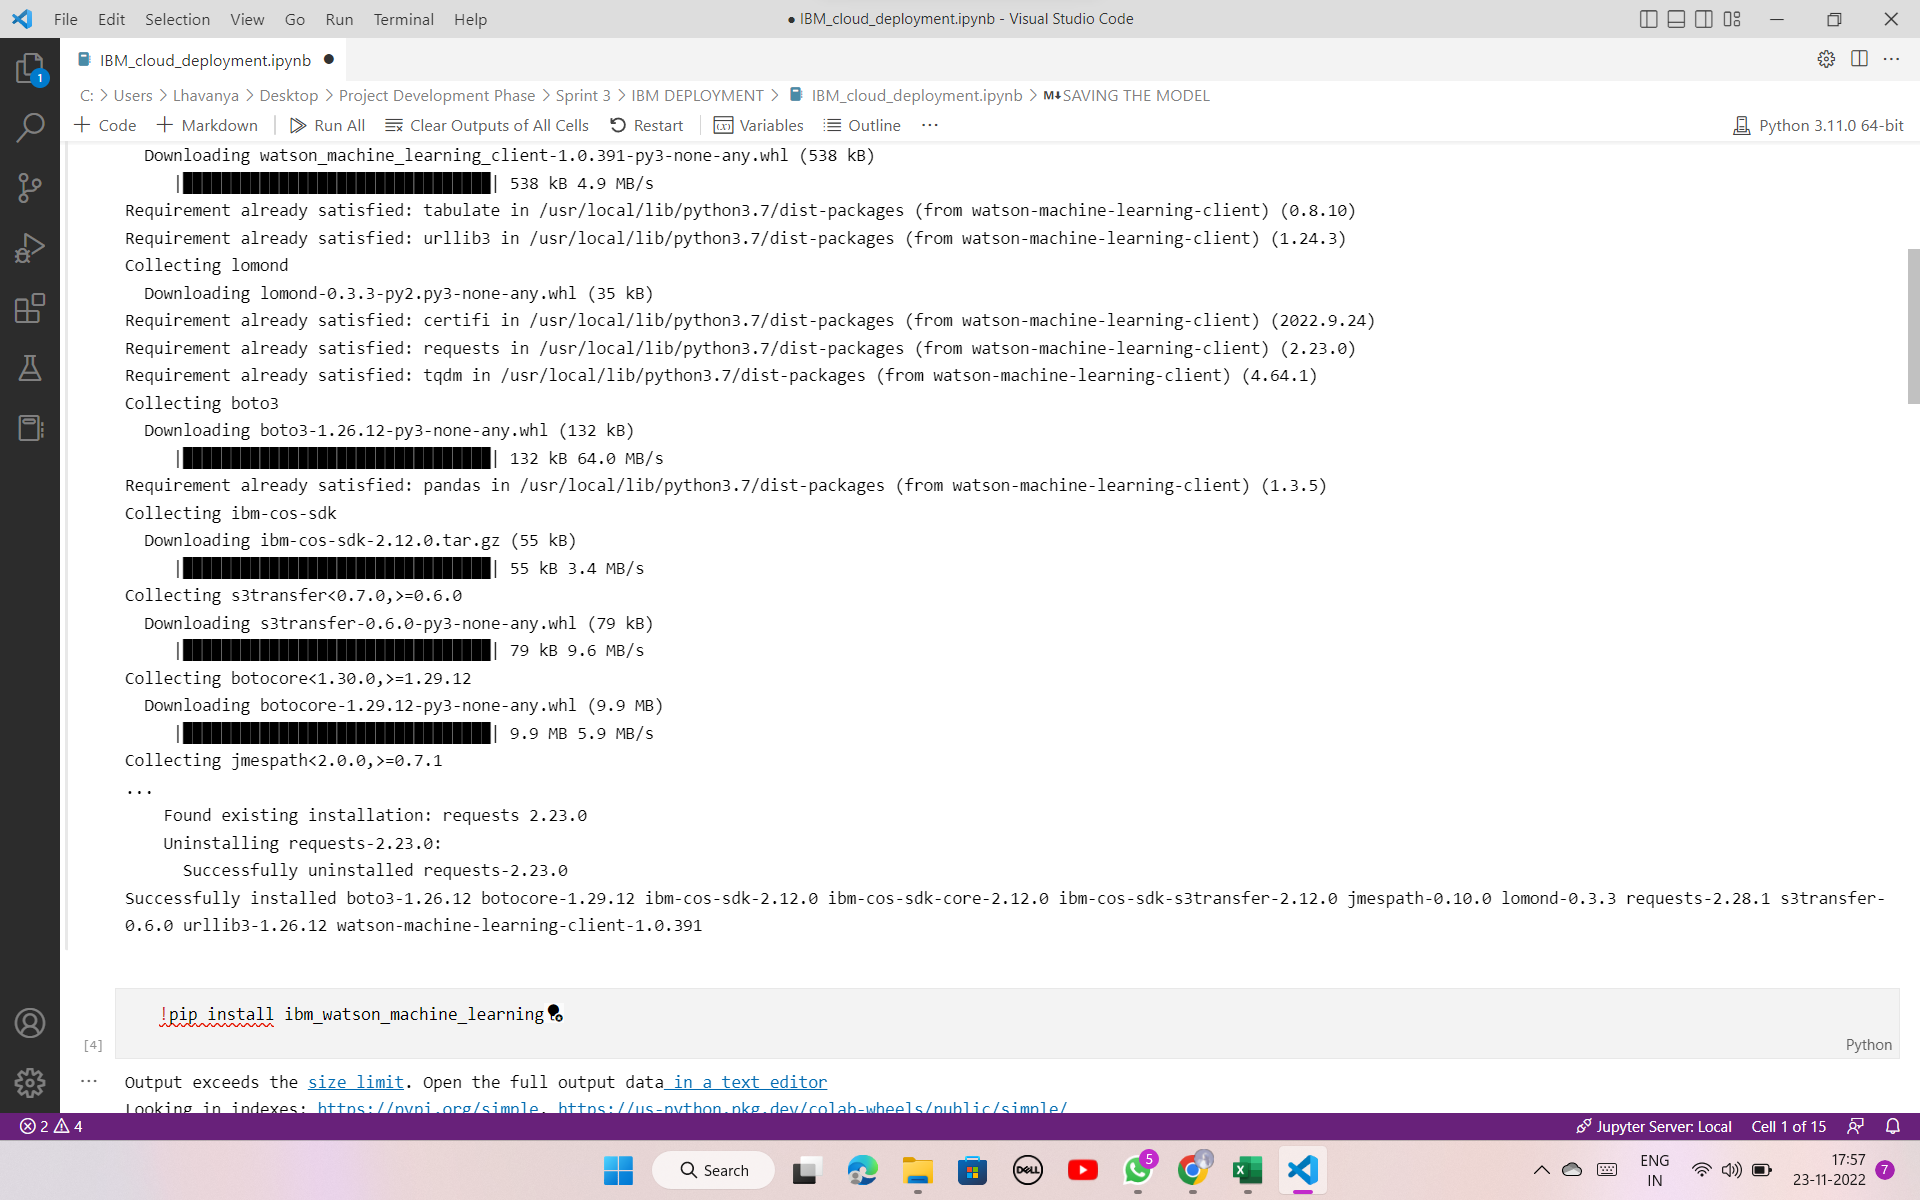 File Edit Selection View Go Run Terminal Help
● IBM_cloud_deployment.ipynb - Visual Studio Code
1
IBM_cloud_deployment.ipynb ●
C: > Users > Lhavanya > Desktop > Project Development Phase > Sprint 3 > IBM DEPLOYMENT > IBM_cloud_deployment.ipynb > M↓SAVING THE MODEL
+ Code + Markdown Run All Clear Outputs of All Cells Restart Variables Outline ... Python 3.11.0 64-bit
Downloading watson_machine_learning_client-1.0.391-py3-none-any.whl (538 kB)
|████████████████████████████████| 538 kB 4.9 MB/s
Requirement already satisfied: tabulate in /usr/local/lib/python3.7/dist-packages (from watson-machine-learning-client) (0.8.10)
Requirement already satisfied: urllib3 in /usr/local/lib/python3.7/dist-packages (from watson-machine-learning-client) (1.24.3)
Collecting lomond
Downloading lomond-0.3.3-py2.py3-none-any.whl (35 kB)
Requirement already satisfied: certifi in /usr/local/lib/python3.7/dist-packages (from watson-machine-learning-client) (2022.9.24)
Requirement already satisfied: requests in /usr/local/lib/python3.7/dist-packages (from watson-machine-learning-client) (2.23.0)
Requirement already satisfied: tqdm in /usr/local/lib/python3.7/dist-packages (from watson-machine-learning-client) (4.64.1)
Collecting boto3
Downloading boto3-1.26.12-py3-none-any.whl (132 kB)
|████████████████████████████████| 132 kB 64.0 MB/s
Requirement already satisfied: pandas in /usr/local/lib/python3.7/dist-packages (from watson-machine-learning-client) (1.3.5)
Collecting ibm-cos-sdk
Downloading ibm-cos-sdk-2.12.0.tar.gz (55 kB)
|████████████████████████████████| 55 kB 3.4 MB/s
Collecting s3transfer<0.7.0,>=0.6.0
Downloading s3transfer-0.6.0-py3-none-any.whl (79 kB)
|████████████████████████████████| 79 kB 9.6 MB/s
Collecting botocore<1.30.0,>=1.29.12
Downloading botocore-1.29.12-py3-none-any.whl (9.9 MB)
|████████████████████████████████| 9.9 MB 5.9 MB/s
Collecting jmespath<2.0.0,>=0.7.1
...
Found existing installation: requests 2.23.0
Uninstalling requests-2.23.0:
Successfully uninstalled requests-2.23.0
Successfully installed boto3-1.26.12 botocore-1.29.12 ibm-cos-sdk-2.12.0 ibm-cos-sdk-core-2.12.0 ibm-cos-sdk-s3transfer-2.12.0 jmespath-0.10.0 lomond-0.3.3 requests-2.28.1 s3transfer-
0.6.0 urllib3-1.26.12 watson-machine-learning-client-1.0.391
!pip install ibm_watson_machine_learning
[4] Python
... Output exceeds the size limit. Open the full output data in a text editor
Looking in indexes: https://pypi.org/simple, https://us-python.pkg.dev/colab-wheels/public/simple/
2 4 Jupyter Server: Local Cell 1 of 15
Search DELL 5 ENG IN 17:57 23-11-2022 7